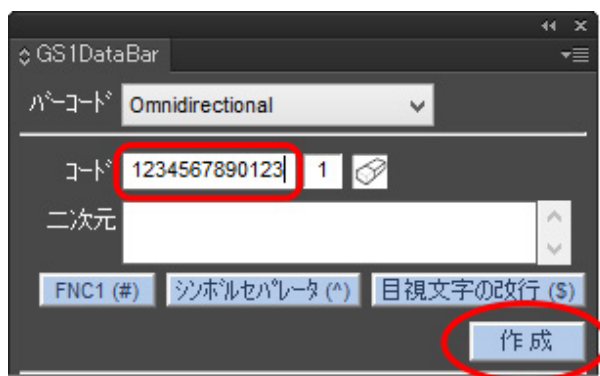 GS1DataBar
ﾊﾞｰｺｰﾄﾞ Omnidirectional
ｺｰﾄﾞ 1234567890123 1
二次元
FNC1 (#) ｼﾝﾎﾞﾙｾﾊﾟﾚｰﾀ (^) 目視文字の改行 ($)
作成